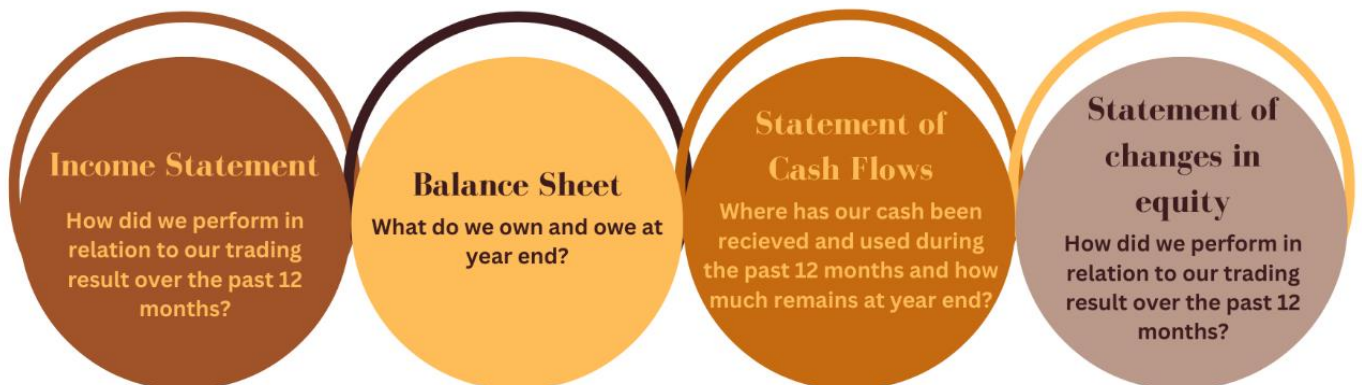 Income Statement
How did we perform in
relation to our trading
result over the past 12
months?
Balance Sheet
What do we own and owe at
year end?
Statement of
Cash Flows
Where has our cash been
recieved and used during
the past 12 months and how
much remains at year end?
Statement of
changes in
equity
How did we perform in
relation to our trading
result over the past 12
months?